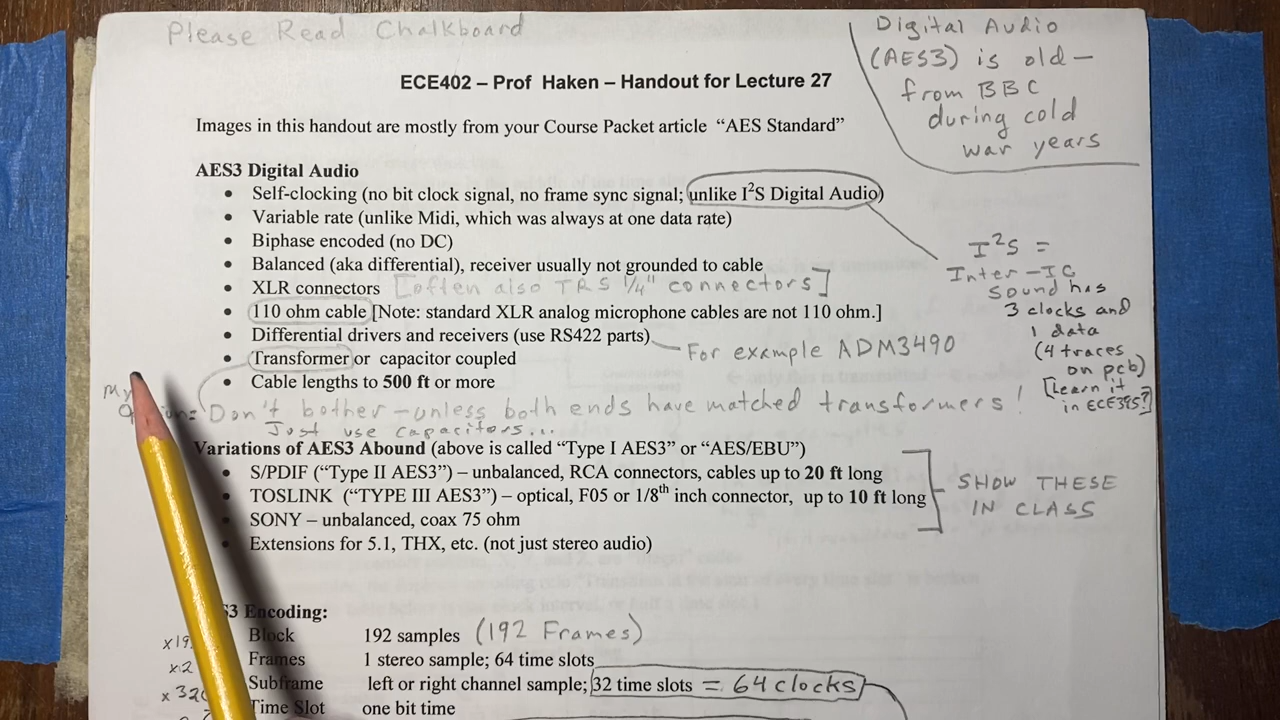 Please Read Chalkboard
Digital Audio
(AES3) is old—
from BBC
during cold
war years
ECE402 – Prof Haken – Handout for Lecture 27
Images in this handout are mostly from your Course Packet article “AES Standard”
AES3 Digital Audio
• Self-clocking (no bit clock signal, no frame sync signal; unlike I²S Digital Audio)
• Variable rate (unlike Midi, which was always at one data rate)
• Biphase encoded (no DC)
• Balanced (aka differential), receiver usually not grounded to cable
• XLR connectors [often also TRS 1/4" connectors]
• 110 ohm cable [Note: standard XLR analog microphone cables are not 110 ohm.]
• Differential drivers and receivers (use RS422 parts)
For example ADM3490
• Transformer or capacitor coupled
• Cable lengths to 500 ft or more
I²S =
Inter-IC
Sound has
3 clocks and
1 data
(4 traces
on pcb)
[Learn it
in ECE395?]
My
Don't bother – unless both ends have matched transformers!
Just use capacitors...
Variations of AES3 Abound (above is called “Type I AES3” or “AES/EBU”)
• S/PDIF (“Type II AES3”) – unbalanced, RCA connectors, cables up to 20 ft long
• TOSLINK (“TYPE III AES3”) – optical, F05 or 1/8th inch connector, up to 10 ft long
• SONY – unbalanced, coax 75 ohm
• Extensions for 5.1, THX, etc. (not just stereo audio)
SHOW THESE
IN CLASS
Encoding:
Block 192 samples (192 Frames)
Frames 1 stereo sample; 64 time slots
x2
Subframe left or right channel sample; 32 time slots = 64 clocks
Time Slot one bit time